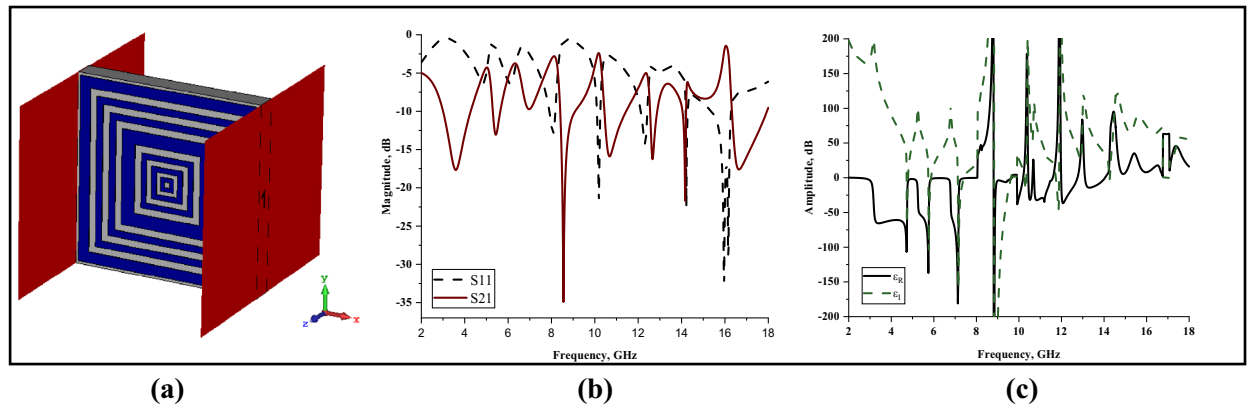 y
z
x
Magnitude, dB
0
-5
-10
-15
-20
-25
-30
-35
S11
S21
2 4 6 8 10 12 14 16 18
Frequency, GHz
Amplitude, dB
200
150
100
50
0
-50
-100
-150
-200
εR
εI
2 4 6 8 10 12 14 16 18
Frequency, GHz
(a) (b) (c)